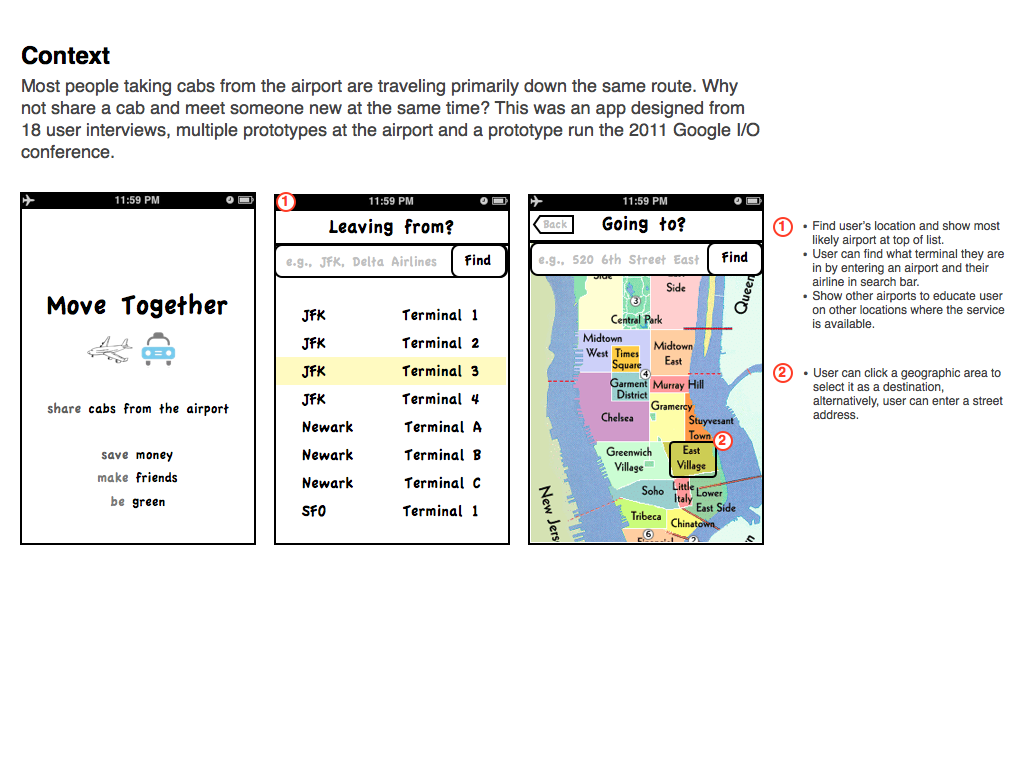 Context
Most people taking cabs from the airport are traveling primarily down the same route. Why
not share a cab and meet someone new at the same time? This was an app designed from
18 user interviews, multiple prototypes at the airport and a prototype run the 2011 Google I/O
conference.
11:59 PM
Move Together
share cabs from the airport
save money
make friends
be green
1
11:59 PM
Leaving from?
e.g., JFK, Delta Airlines
Find
JFK Terminal 1
JFK Terminal 2
JFK Terminal 3
JFK Terminal 4
Newark Terminal A
Newark Terminal B
Newark Terminal C
SFO Terminal 1
11:59 PM
Back
Going to?
e.g., 520 6th Street East
Find
Side
East
Side
Queen
3
Central Park
Midtown
West
Times
Square
Midtown
East
4
Garment
District
Murray Hill
Chelsea
Gramercy
Stuyvesant
Town
2
Greenwich
Village
East
Village
Soho
Little
Italy
Lower
East Side
New Jers
Tribeca
Chinatown
6
2
1
• Find user's location and show most
likely airport at top of list.
• User can find what terminal they are
in by entering an airport and their
airline in search bar.
• Show other airports to educate user
on other locations where the service
is available.
2
• User can click a geographic area to
select it as a destination,
alternatively, user can enter a street
address.